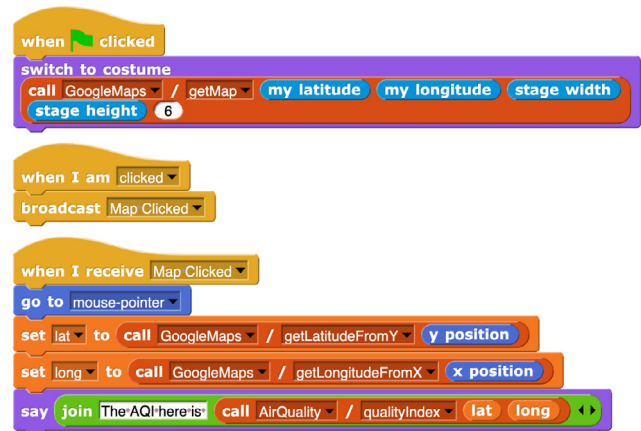 when clicked
switch to costume
call GoogleMaps / getMap my latitude my longitude stage width
stage height 6
when I am clicked
broadcast Map Clicked
when I receive Map Clicked
go to mouse-pointer
set lat to call GoogleMaps / getLatitudeFromY y position
set long to call GoogleMaps / getLongitudeFromX x position
say join The AQI here is call AirQuality / qualityIndex lat long